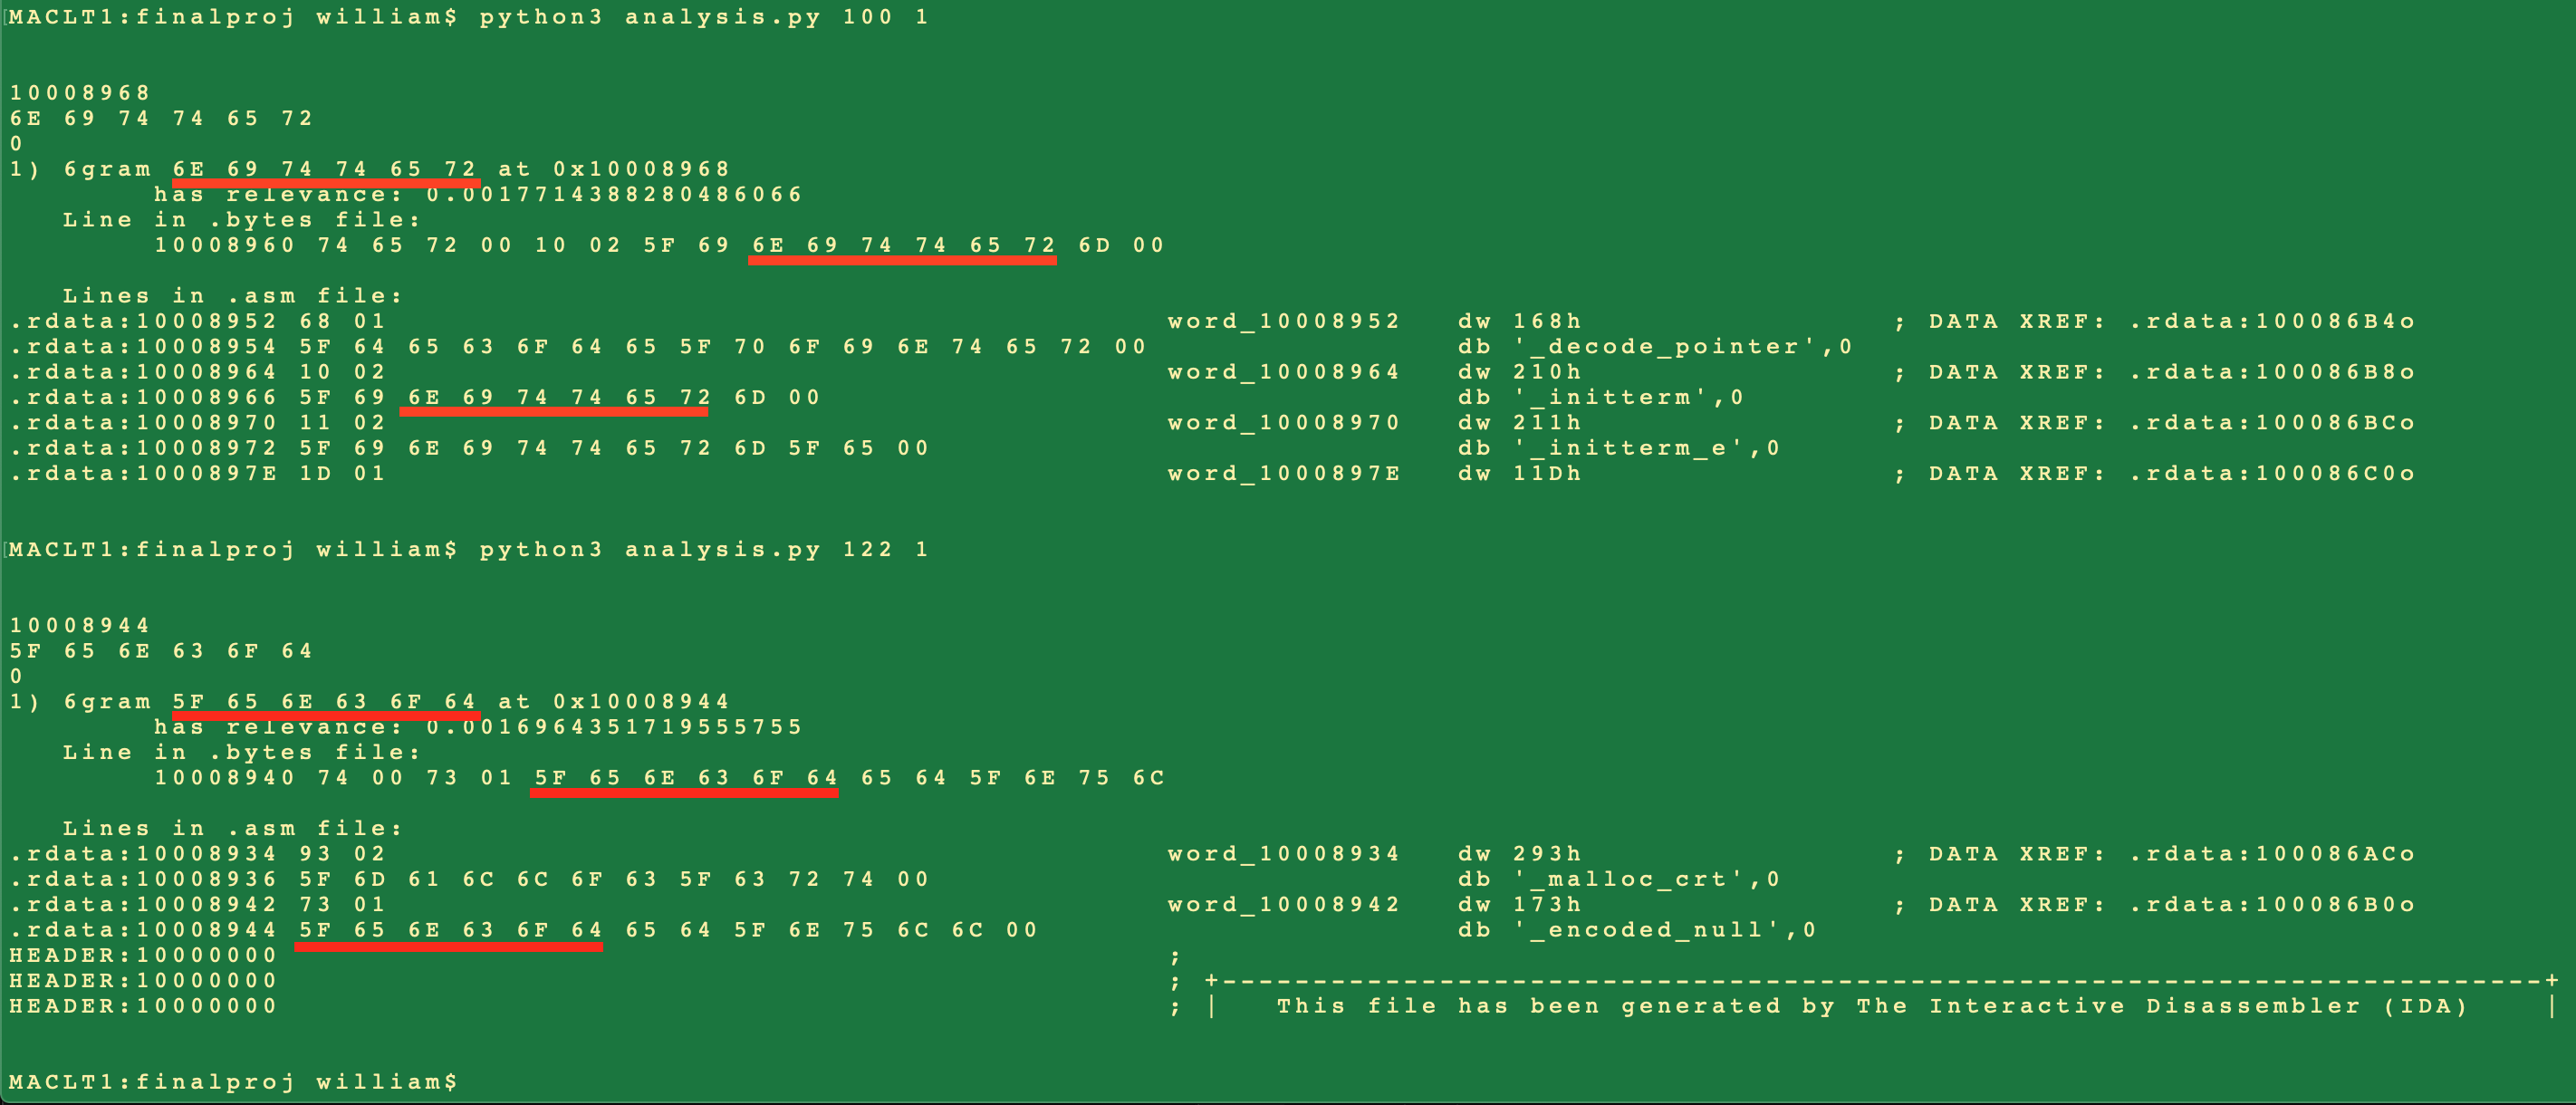 MACLT1:finalproj william$ python3 analysis.py 100 1
10008968
6E 69 74 74 65 72
0
1) 6gram 6E 69 74 74 65 72 at 0x10008968
has relevance: 0.0017714388280486066
Line in .bytes file:
10008960 74 65 72 00 10 02 5F 69 6E 69 74 74 65 72 6D 00
Lines in .asm file:
.rdata:10008952 68 01 word_10008952 dw 168h ; DATA XREF: .rdata:100086B4o
.rdata:10008954 5F 64 65 63 6F 64 65 5F 70 6F 69 6E 74 65 72 00 db '_decode_pointer',0
.rdata:10008964 10 02 word_10008964 dw 210h ; DATA XREF: .rdata:100086B8o
.rdata:10008966 5F 69 6E 69 74 74 65 72 6D 00 db '_initterm',0
.rdata:10008970 11 02 word_10008970 dw 211h ; DATA XREF: .rdata:100086BCo
.rdata:10008972 5F 69 6E 69 74 74 65 72 6D 5F 65 00 db '_initterm_e',0
.rdata:1000897E 1D 01 word_1000897E dw 11Dh ; DATA XREF: .rdata:100086C0o
MACLT1:finalproj william$ python3 analysis.py 122 1
10008944
5F 65 6E 63 6F 64
0
1) 6gram 5F 65 6E 63 6F 64 at 0x10008944
has relevance: 0.0016964351719555755
Line in .bytes file:
10008940 74 00 73 01 5F 65 6E 63 6F 64 65 64 5F 6E 75 6C
Lines in .asm file:
.rdata:10008934 93 02 word_10008934 dw 293h ; DATA XREF: .rdata:100086ACo
.rdata:10008936 5F 6D 61 6C 6C 6F 63 5F 63 72 74 00 db '_malloc_crt',0
.rdata:10008942 73 01 word_10008942 dw 173h ; DATA XREF: .rdata:100086B0o
.rdata:10008944 5F 65 6E 63 6F 64 65 64 5F 6E 75 6C 6C 00 db '_encoded_null',0
HEADER:10000000 ;
HEADER:10000000 ; +-------------------------------------------------------------------------+
HEADER:10000000 ; | This file has been generated by The Interactive Disassembler (IDA) |
MACLT1:finalproj william$